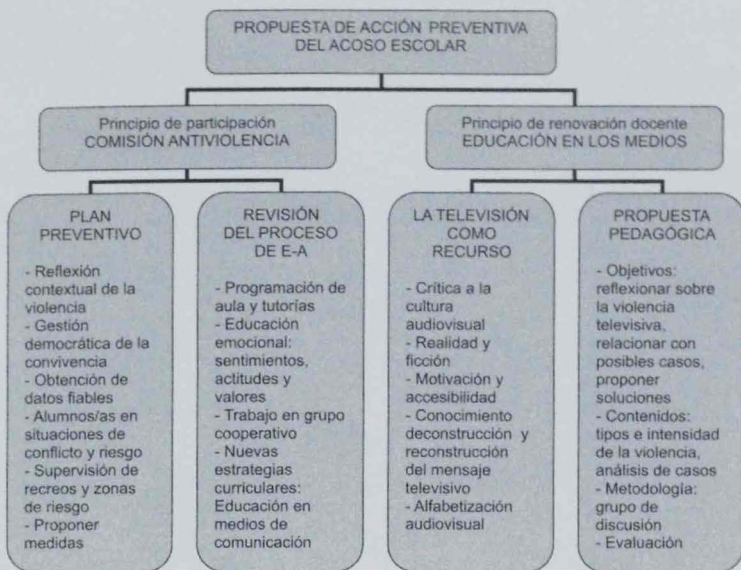 PROPUESTA DE ACCIÓN PREVENTIVA
DEL ACOSO ESCOLAR
Principio de participación
COMISIÓN ANTIVIOLENCIA
Principio de renovación docente
EDUCACIÓN EN LOS MEDIOS
PLAN
PREVENTIVO
- Reflexión
contextual de la
violencia
- Gestión
democrática de la
convivencia
- Obtención de
datos fiables
- Alumnos/as en
situaciones de
conflicto y riesgo
- Supervisión de
recreos y zonas
de riesgo
- Proponer
medidas
REVISIÓN
DEL PROCESO
DE E-A
- Programación de
aula y tutorías
- Educación
emocional:
sentimientos,
actitudes y
valores
- Trabajo en grupo
cooperativo
- Nuevas
estrategias
curriculares:
Educación en
medios de
comunicación
LA TELEVISIÓN
COMO
RECURSO
- Crítica a la
cultura
audiovisual
- Realidad y
ficción
- Motivación y
accesibilidad
- Conocimiento
deconstrucción y
reconstrucción
del mensaje
televisivo
- Alfabetización
audiovisual
PROPUESTA
PEDAGÓGICA
- Objetivos:
reflexionar sobre
la violencia
televisiva,
relacionar con
posibles casos,
proponer
soluciones
- Contenidos:
tipos e intensidad
de la violencia,
análisis de casos
- Metodología:
grupo de
discusión
- Evaluación